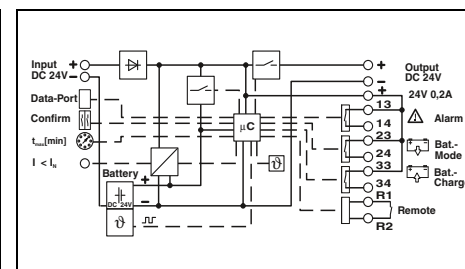 Input +
DC 24V −
Data-Port
Confirm
tmax[min]
I < IN
Battery +
DC 24V
−
ϑ
µC
ϑ
+ Output
− DC 24V
+ 24V 0,2A
13
14
Alarm
23
24
Bat.-
Mode
33
34
Bat.-
Charge
R1
R2
Remote